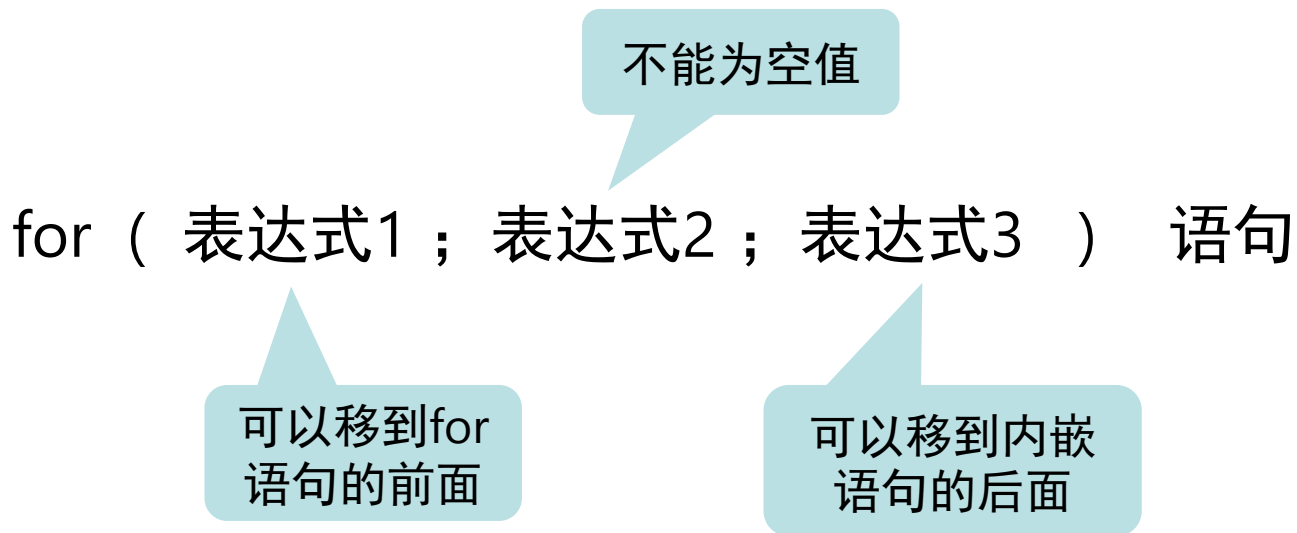 不能为空值
for （ 表达式1 ；表达式2 ；表达式3 ） 语句
可以移到for
语句的前面
可以移到内嵌
语句的后面